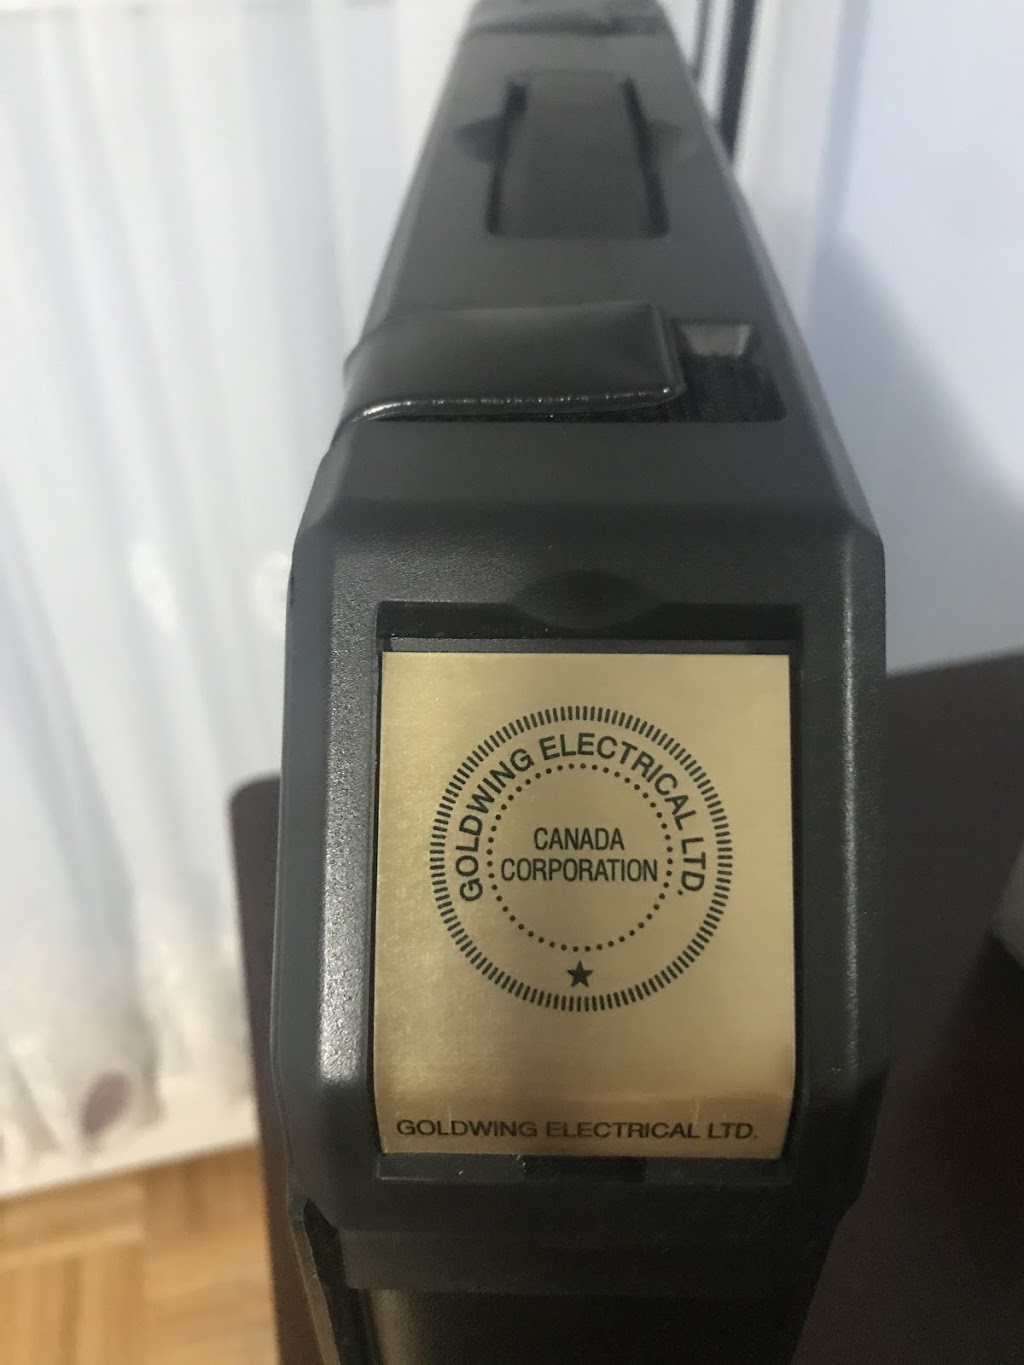 GOLDWING ELECTRICAL LTD.
CANADA
CORPORATION
GOLDWING ELECTRICAL LTD.